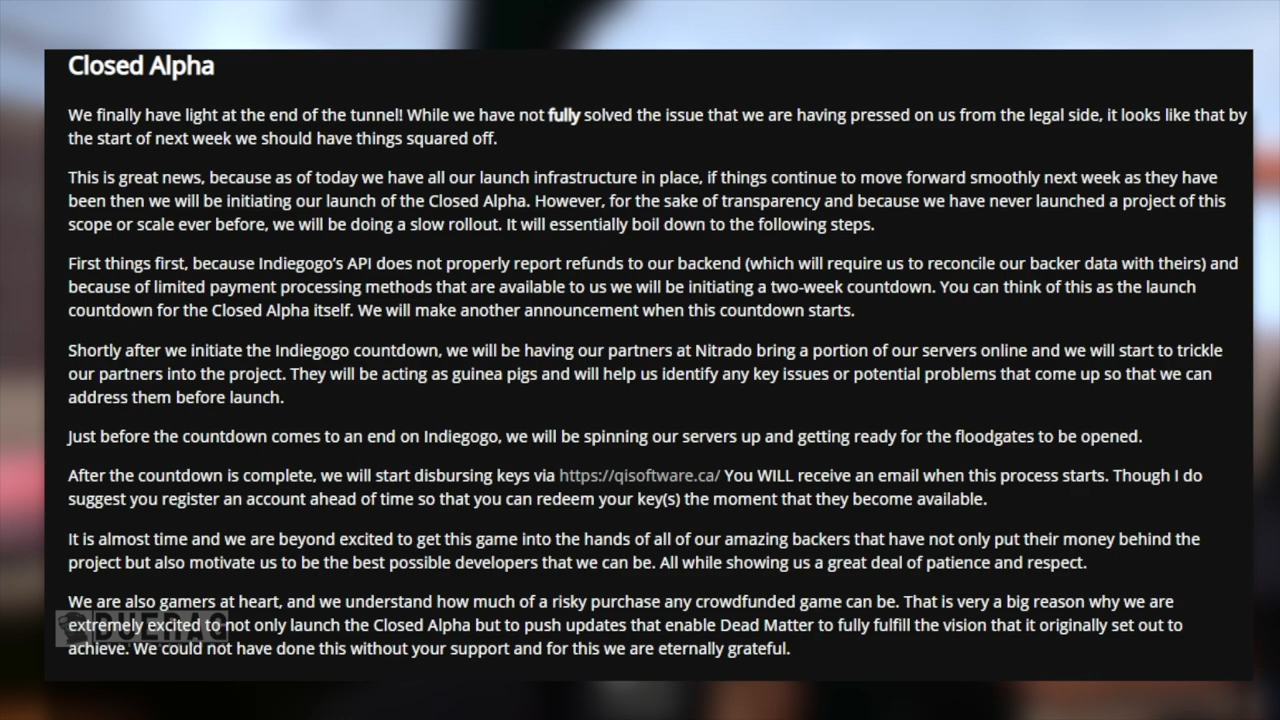 Closed Alpha
We finally have light at the end of the tunnel! While we have not fully solved the issue that we are having pressed on us from the legal side, it looks like that by
the start of next week we should have things squared off.
This is great news, because as of today we have all our launch infrastructure in place, if things continue to move forward smoothly next week as they have
been then we will be initiating our launch of the Closed Alpha. However, for the sake of transparency and because we have never launched a project of this
scope or scale ever before, we will be doing a slow rollout. It will essentially boil down to the following steps.
First things first, because Indiegogo's API does not properly report refunds to our backend (which will require us to reconcile our backer data with theirs) and
because of limited payment processing methods that are available to us we will be initiating a two-week countdown. You can think of this as the launch
countdown for the Closed Alpha itself. We will make another announcement when this countdown starts.
Shortly after we initiate the Indiegogo countdown, we will be having our partners at Nitrado bring a portion of our servers online and we will start to trickle
our partners into the project. They will be acting as guinea pigs and will help us identify any key issues or potential problems that come up so that we can
address them before launch.
Just before the countdown comes to an end on Indiegogo, we will be spinning our servers up and getting ready for the floodgates to be opened.
After the countdown is complete, we will start disbursing keys via https://qisoftware.ca/ You WILL receive an email when this process starts. Though I do
suggest you register an account ahead of time so that you can redeem your key(s) the moment that they become available.
It is almost time and we are beyond excited to get this game into the hands of all of our amazing backers that have not only put their money behind the
project but also motivate us to be the best possible developers that we can be. All while showing us a great deal of patience and respect.
We are also gamers at heart, and we understand how much of a risky purchase any crowdfunded game can be. That is very a big reason why we are
extremely excited to not only launch the Closed Alpha but to push updates that enable Dead Matter to fully fulfill the vision that it originally set out to
achieve. We could not have done this without your support and for this we are eternally grateful.